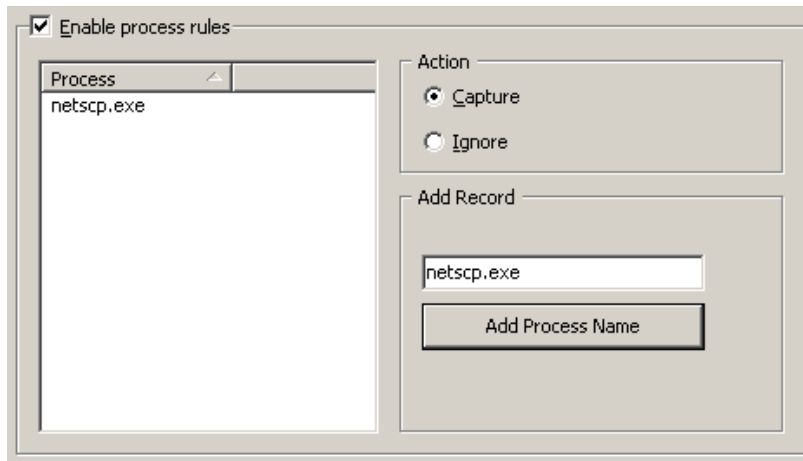 Enable process rules
Process
netscp.exe
Action
Capture
Ignore
Add Record
netscp.exe
Add Process Name